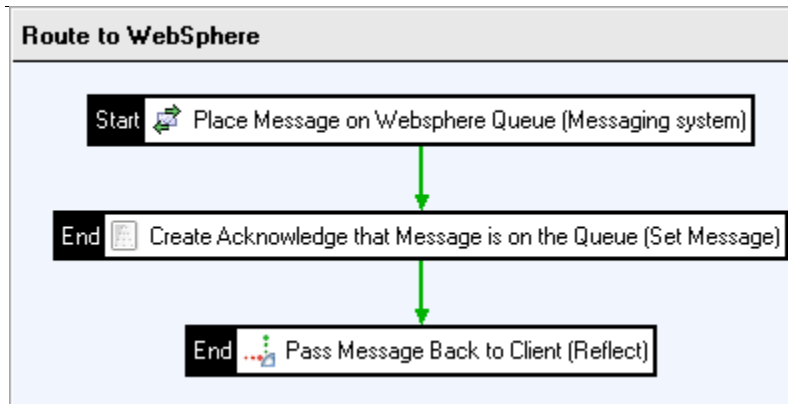 Route to WebSphere
Start Place Message on Websphere Queue (Messaging system)
End Create Acknowledge that Message is on the Queue (Set Message)
End Pass Message Back to Client (Reflect)